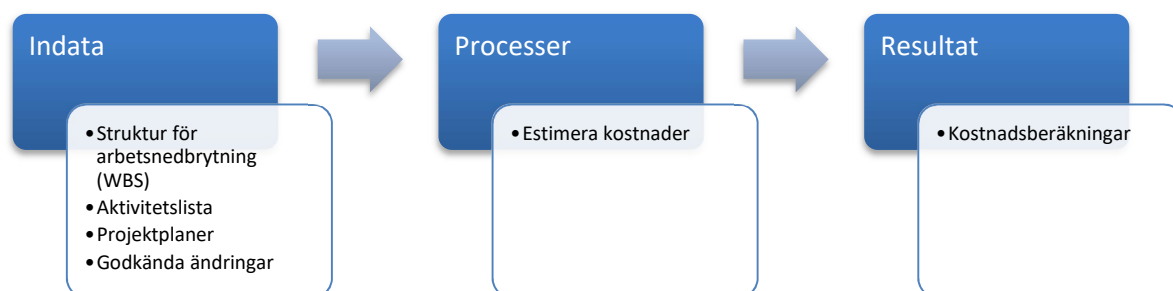 Indata
• Struktur för
arbetsnedbrytning
(WBS)
• Aktivitetslista
• Projektplaner
• Godkända ändringar
Processer
• Estimera kostnader
Resultat
• Kostnadsberäkningar